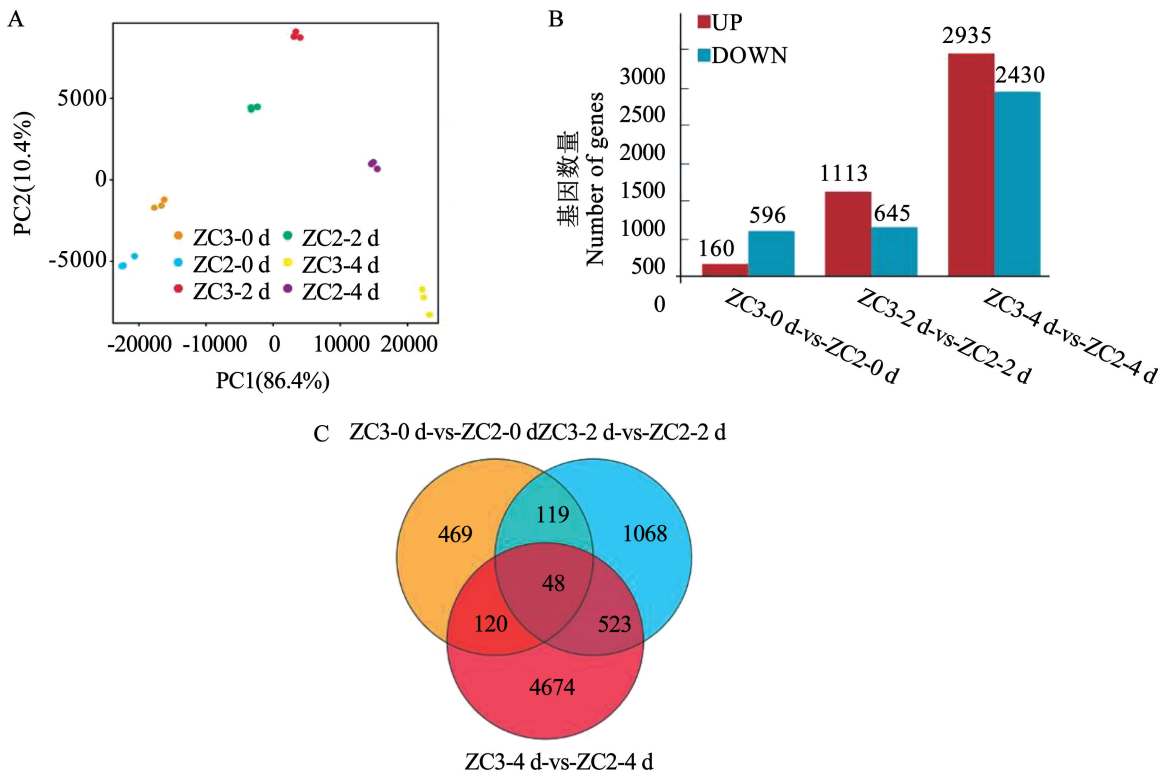 A
PC2(10.4%)
5000
0
-5000
ZC3-0 d
ZC2-0 d
ZC3-2 d
ZC2-2 d
ZC3-4 d
ZC2-4 d
-20000 -10000 0 10000 20000
PC1(86.4%)
B
UP
DOWN
基因数量
Number of genes
3000
2500
2000
1500
1000
500
0
160
596
1113
645
2935
2430
ZC3-0 d-vs-ZC2-0 d
ZC3-2 d-vs-ZC2-2 d
ZC3-4 d-vs-ZC2-4 d
C
ZC3-0 d-vs-ZC2-0 dZC3-2 d-vs-ZC2-2 d
469
119
1068
48
120
523
4674
ZC3-4 d-vs-ZC2-4 d